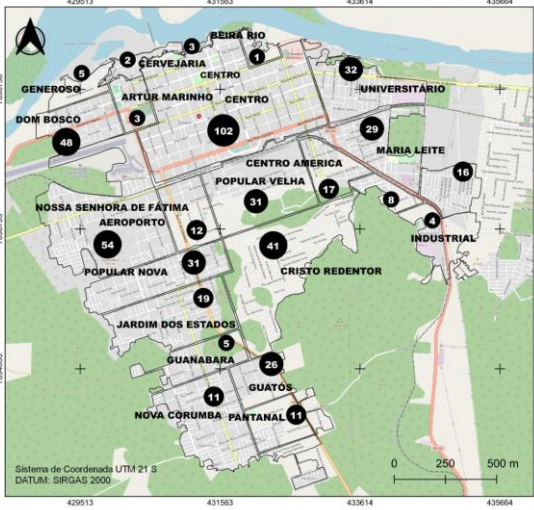 429513 431563 433614 435664
BEIRA RIO
3
1
2
CERVEJARIA
5
CENTRO
32
GENEROSO
UNIVERSITÁRIO
ARTUR MARINHO
CENTRO
DOM BOSCO
3
102
29
48
MARIA LEITE
CENTRO AMERICA
16
POPULAR VELHA
17
31
8
NOSSA SENHORA DE FÁTIMA
4
AEROPORTO
12
INDUSTRIAL
54
41
31
POPULAR NOVA
CRISTO REDENTOR
19
JARDIM DOS ESTADOS
5
GUANABARA
26
GUATOS
11
NOVA CORUMBA
PANTANAL
11
Sistema de Coordenada UTM 21 S
DATUM: SIRGAS 2000
0 250 500 m
429513 431563 433614 435664